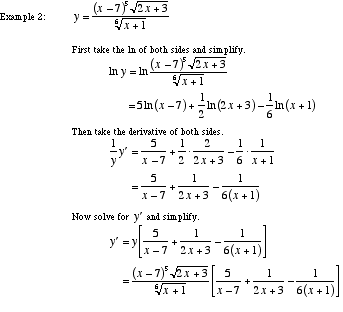 Example 2: y = \frac{(x-7)^5\sqrt{2x+3}}{\sqrt[6]{x+1}}
First take the ln of both sides and simplify.
\ln y = \ln\frac{(x-7)^5\sqrt{2x+3}}{\sqrt[6]{x+1}}
= 5\ln(x-7) + \frac{1}{2}\ln(2x+3) - \frac{1}{6}\ln(x+1)
Then take the derivative of both sides.
\frac{1}{y}y' = \frac{5}{x-7} + \frac{1}{2}\cdot\frac{2}{2x+3} - \frac{1}{6}\cdot\frac{1}{x+1}
= \frac{5}{x-7} + \frac{1}{2x+3} - \frac{1}{6(x+1)}
Now solve for y' and simplify.
y' = y\left[\frac{5}{x-7} + \frac{1}{2x+3} - \frac{1}{6(x+1)}\right]
= \frac{(x-7)^5\sqrt{2x+3}}{\sqrt[6]{x+1}}\left[\frac{5}{x-7} + \frac{1}{2x+3} - \frac{1}{6(x+1)}\right]